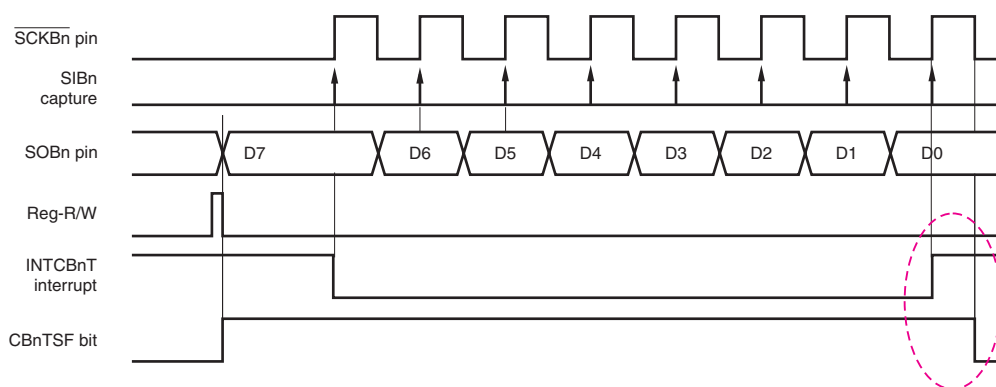 SCKBn pin
SIBn
capture
SOBn pin
D7 D6 D5 D4 D3 D2 D1 D0
Reg-R/W
INTCBnT
interrupt
CBnTSF bit